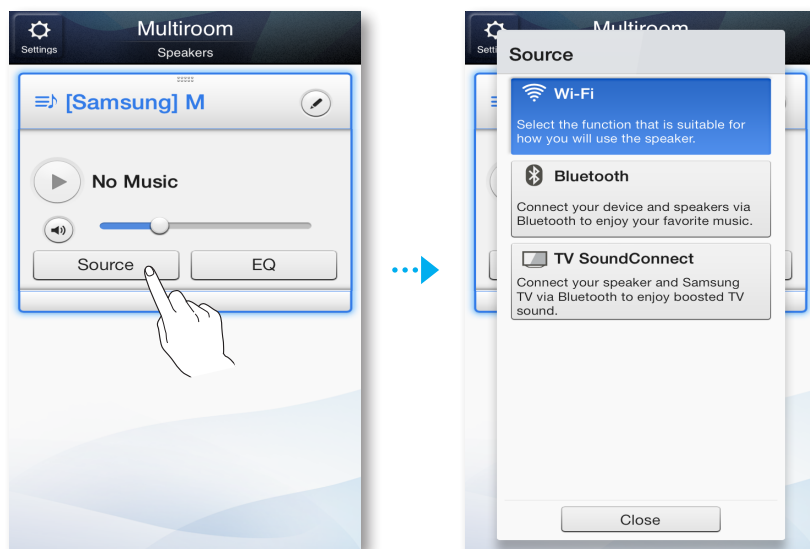 Multiroom
Settings
Speakers
[Samsung] M
No Music
Source
EQ
Multiroom
Setti
Source
Wi-Fi
Select the function that is suitable for
how you will use the speaker.
Bluetooth
Connect your device and speakers via
Bluetooth to enjoy your favorite music.
TV SoundConnect
Connect your speaker and Samsung
TV via Bluetooth to enjoy boosted TV
sound.
Close